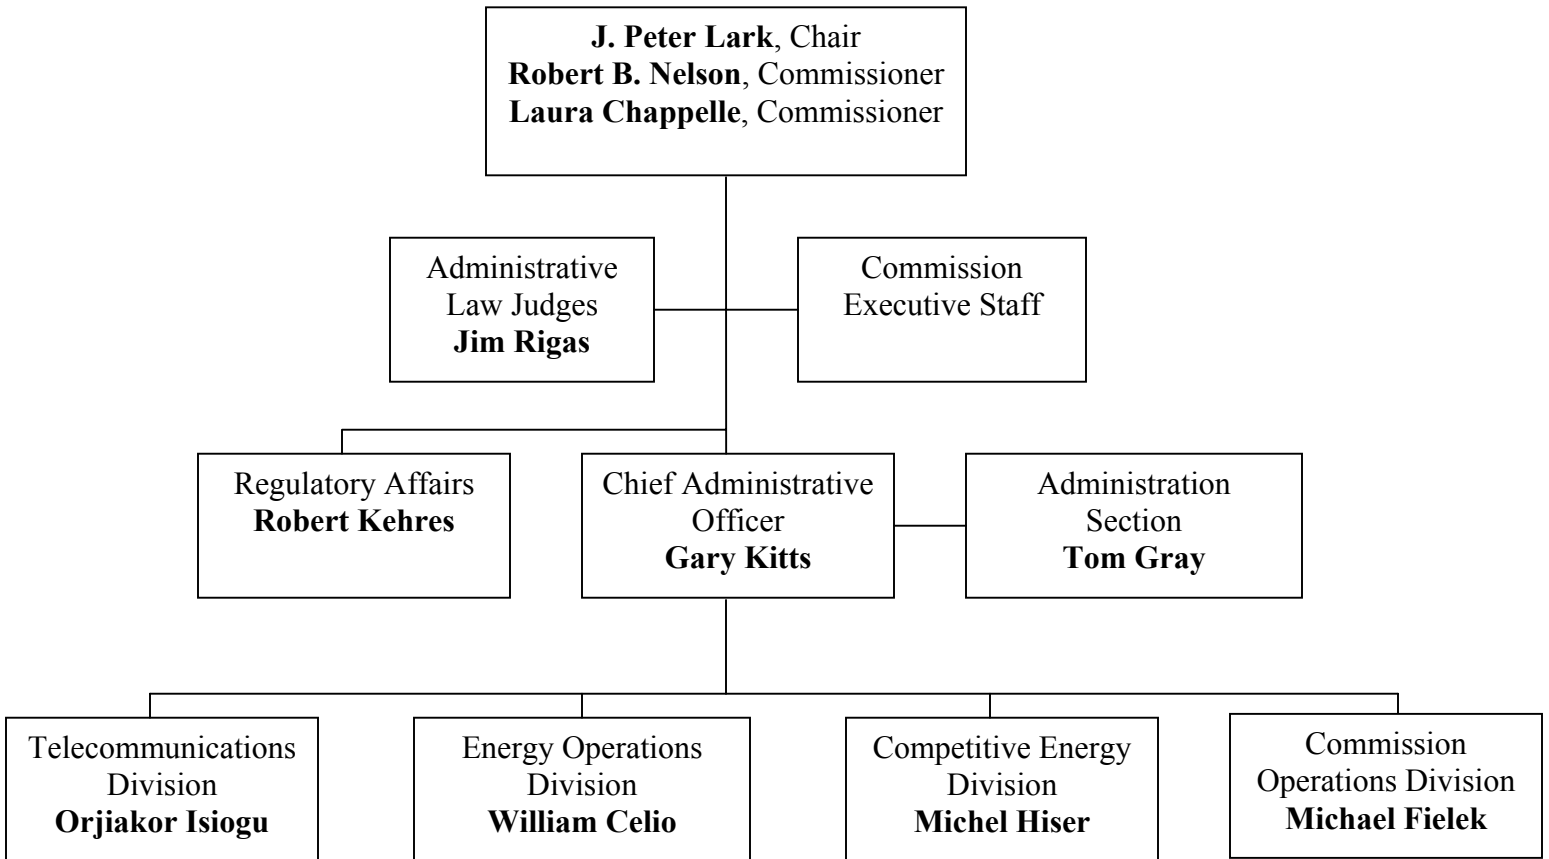 J. Peter Lark, Chair
Robert B. Nelson, Commissioner
Laura Chappelle, Commissioner
Administrative
Law Judges
Jim Rigas
Commission
Executive Staff
Regulatory Affairs
Robert Kehres
Chief Administrative
Officer
Gary Kitts
Administration
Section
Tom Gray
Telecommunications
Division
Orjiakor Isiogu
Energy Operations
Division
William Celio
Competitive Energy
Division
Michel Hiser
Commission
Operations Division
Michael Fielek